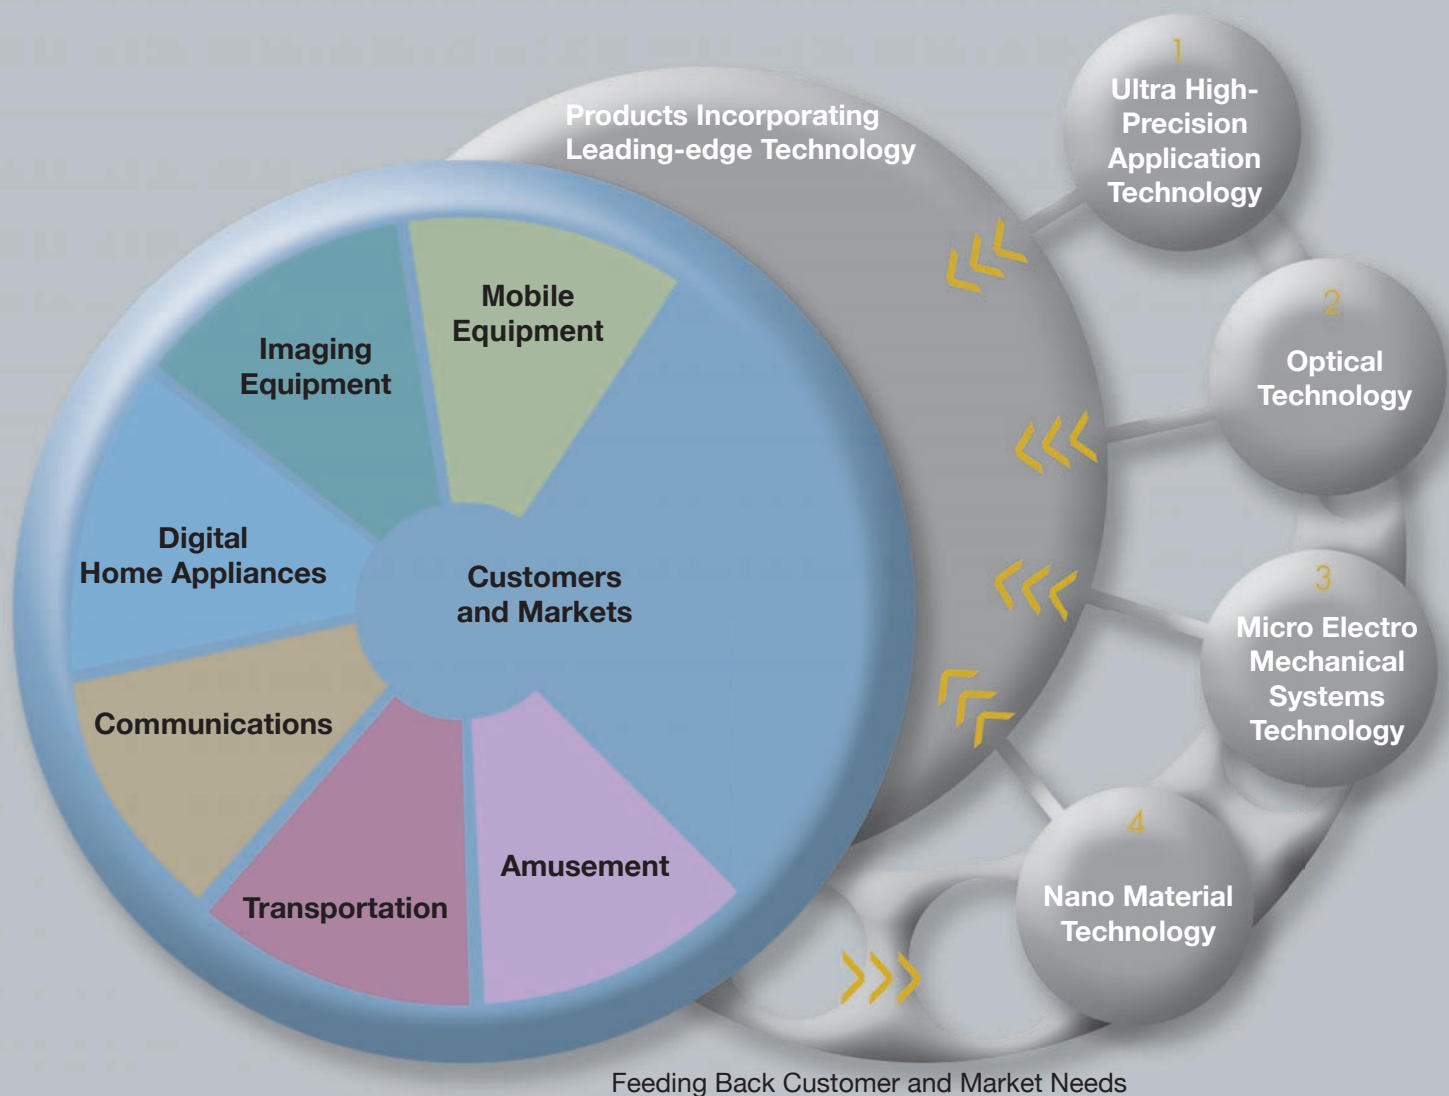 Products Incorporating
Leading-edge Technology
1
Ultra High-
Precision
Application
Technology
2
Optical
Technology
3
Micro Electro
Mechanical
Systems
Technology
4
Nano Material
Technology
Mobile
Equipment
Imaging
Equipment
Digital
Home Appliances
Communications
Transportation
Amusement
Customers
and Markets
Feeding Back Customer and Market Needs